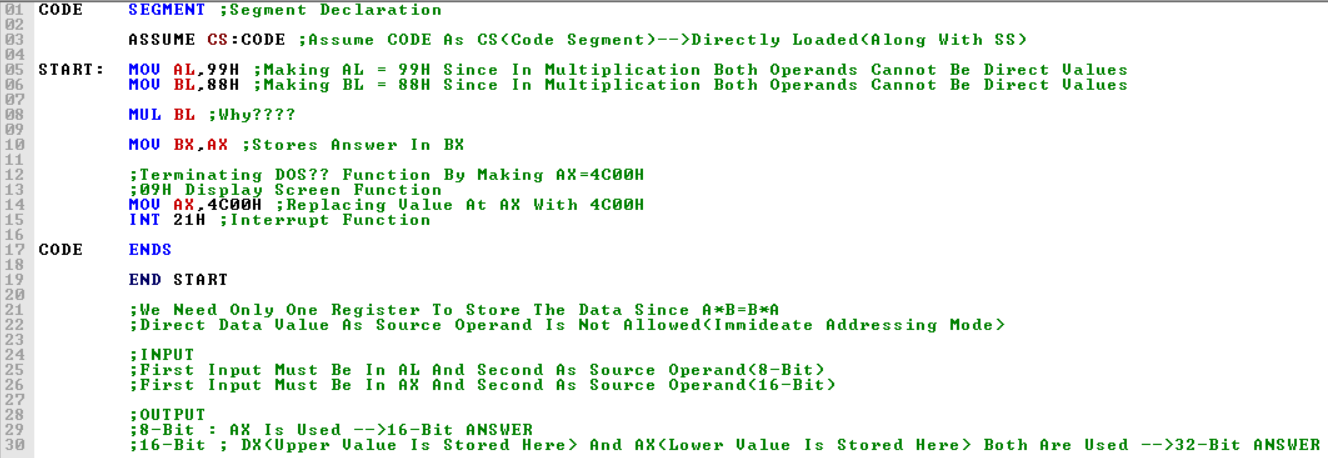 01 CODE SEGMENT ;Segment Declaration
02
03 ASSUME CS:CODE ;Assume CODE As CS(Code Segment)-->Directly Loaded(Along With SS)
04
05 START: MOV AL,99H ;Making AL = 99H Since In Multiplication Both Operands Cannot Be Direct Values
06 MOV BL,88H ;Making BL = 88H Since In Multiplication Both Operands Cannot Be Direct Values
07
08 MUL BL ;Why????
09
10 MOV BX,AX ;Stores Answer In BX
11
12 ;Terminating DOS?? Function By Making AX=4C00H
13 ;09H Display Screen Function
14 MOV AX,4C00H ;Replacing Value At AX With 4C00H
15 INT 21H ;Interrupt Function
16
17 CODE ENDS
18
19 END START
20
21 ;We Need Only One Register To Store The Data Since A*B=B*A
22 ;Direct Data Value As Source Operand Is Not Allowed(Immideate Addressing Mode)
23
24 ;INPUT
25 ;First Input Must Be In AL And Second As Source Operand(8-Bit)
26 ;First Input Must Be In AX And Second As Source Operand(16-Bit)
27
28 ;OUTPUT
29 ;8-Bit : AX Is Used -->16-Bit ANSWER
30 ;16-Bit ; DX(Upper Value Is Stored Here) And AX(Lower Value Is Stored Here) Both Are Used -->32-Bit ANSWER